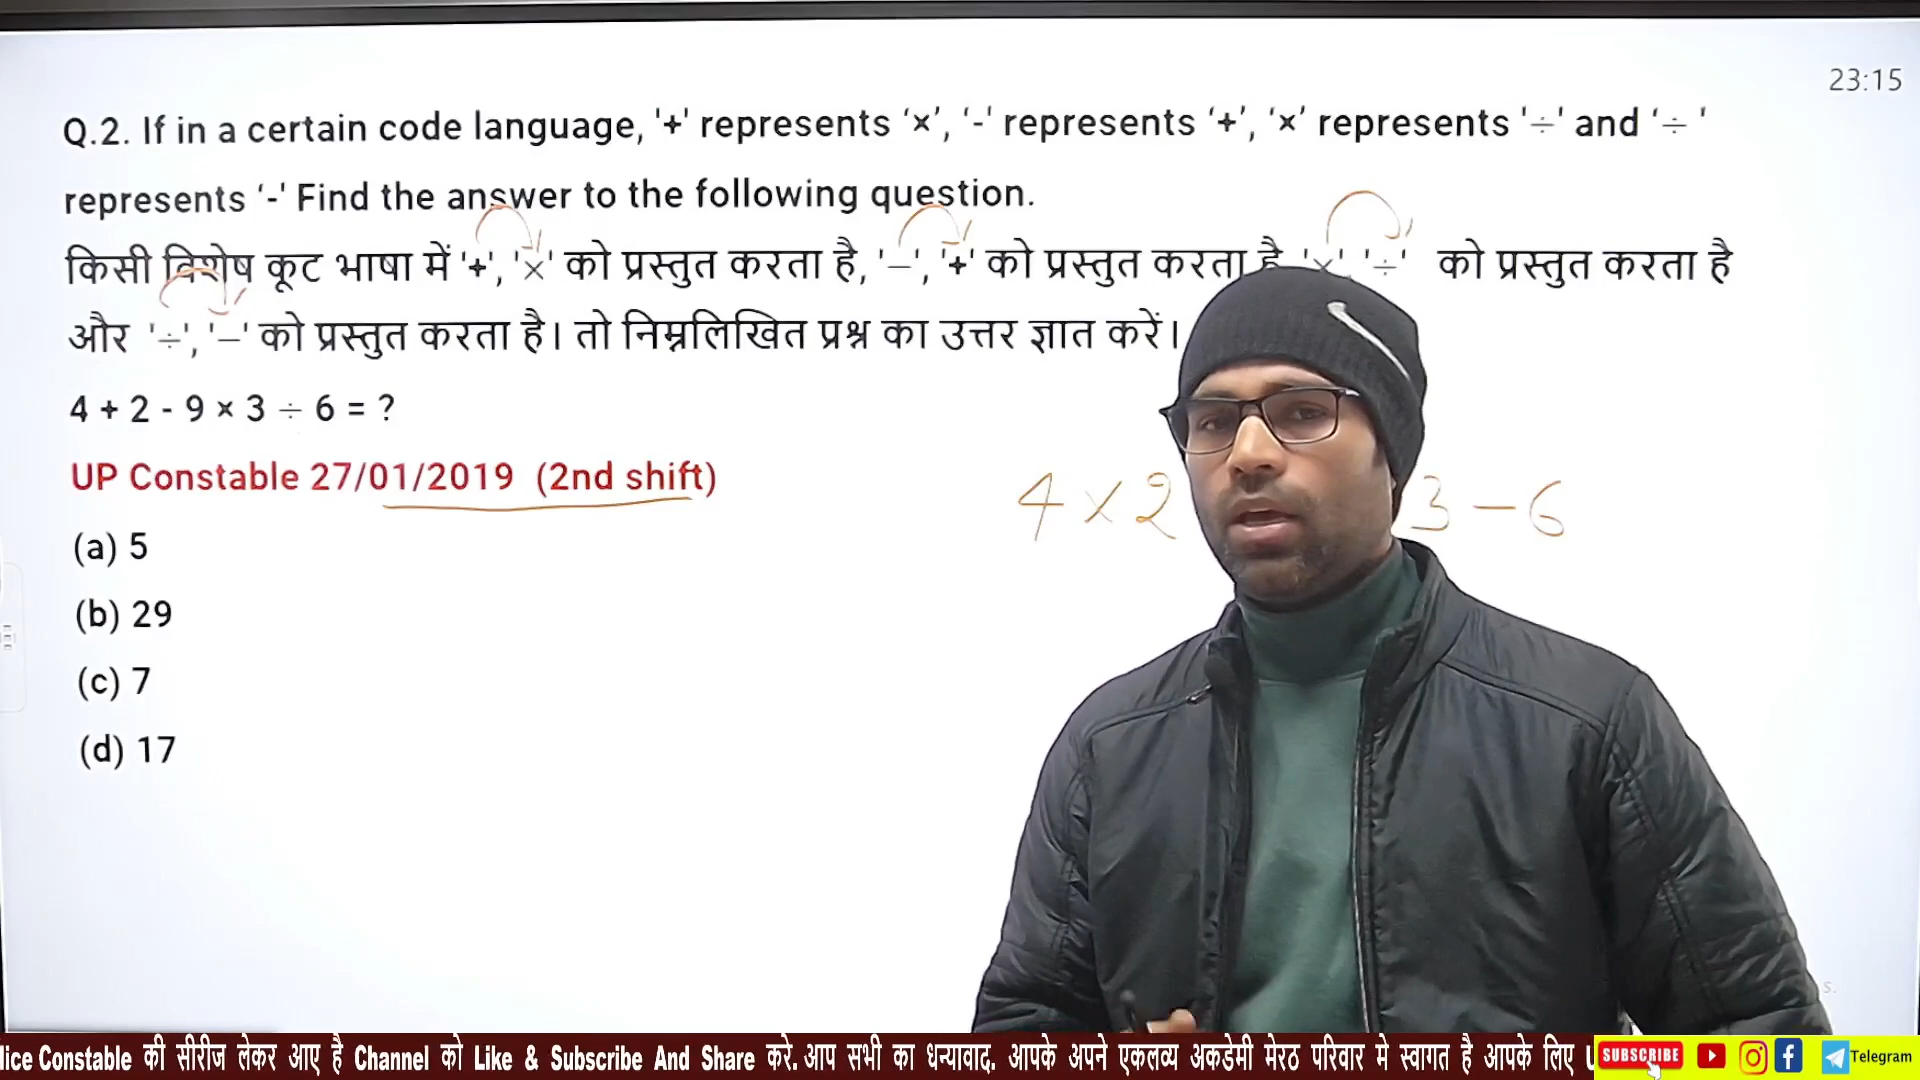 23:15
Q.2. If in a certain code language, '+' represents ‘×’, ‘-' represents ‘+’, ‘×’ represents '÷' and ‘÷ '
represents ‘-' Find the answer to the following question.
किसी विशेष कूट भाषा में '+', '×' को प्रस्तुत करता है, '–', '+' को प्रस्तुत करता है, '×', '÷' को प्रस्तुत करता है
और '÷', '–' को प्रस्तुत करता है। तो निम्नलिखित प्रश्न का उत्तर ज्ञात करें।
4 + 2 - 9 × 3 ÷ 6 = ?
UP Constable 27/01/2019 (2nd shift)
4 × 2 3 – 6
(a) 5
(b) 29
(c) 7
(d) 17
Constable की सीरीज लेकर आए है Channel को Like & Subscribe And Share करे. आप सभी का धन्यवाद. आपके अपने एकलव्य अकडेमी मेरठ परिवार मे स्वागत है आपके लिए
SUBSCRIBE
Telegram